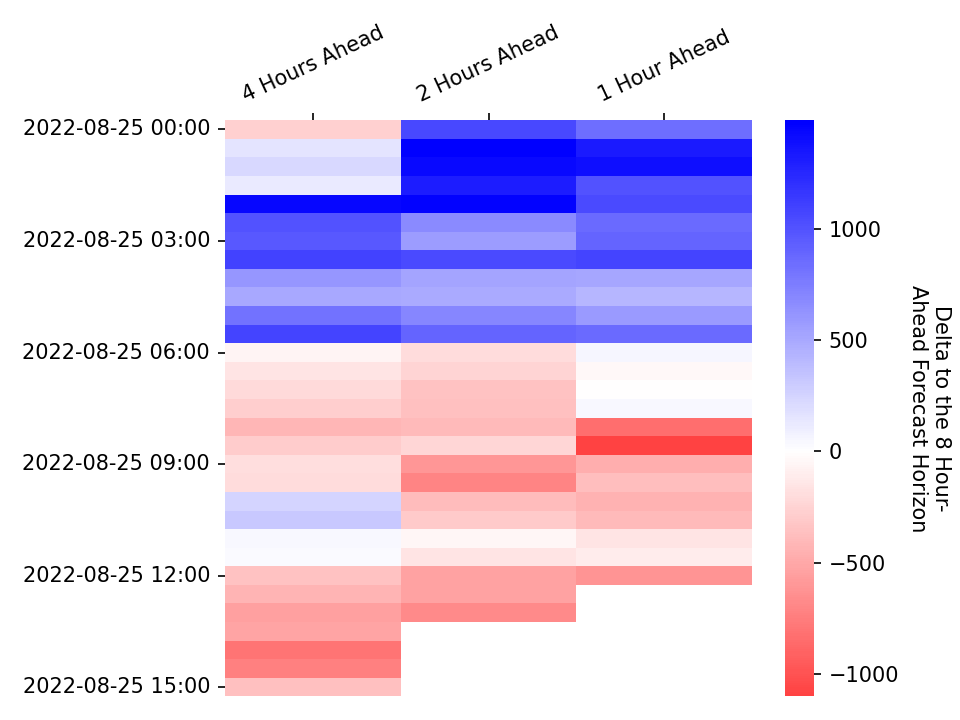 4 Hours Ahead
2 Hours Ahead
1 Hour Ahead
2022-08-25 00:00
2022-08-25 03:00
2022-08-25 06:00
2022-08-25 09:00
2022-08-25 12:00
2022-08-25 15:00
1000
500
0
−500
−1000
Delta to the 8 Hour-
Ahead Forecast Horizon